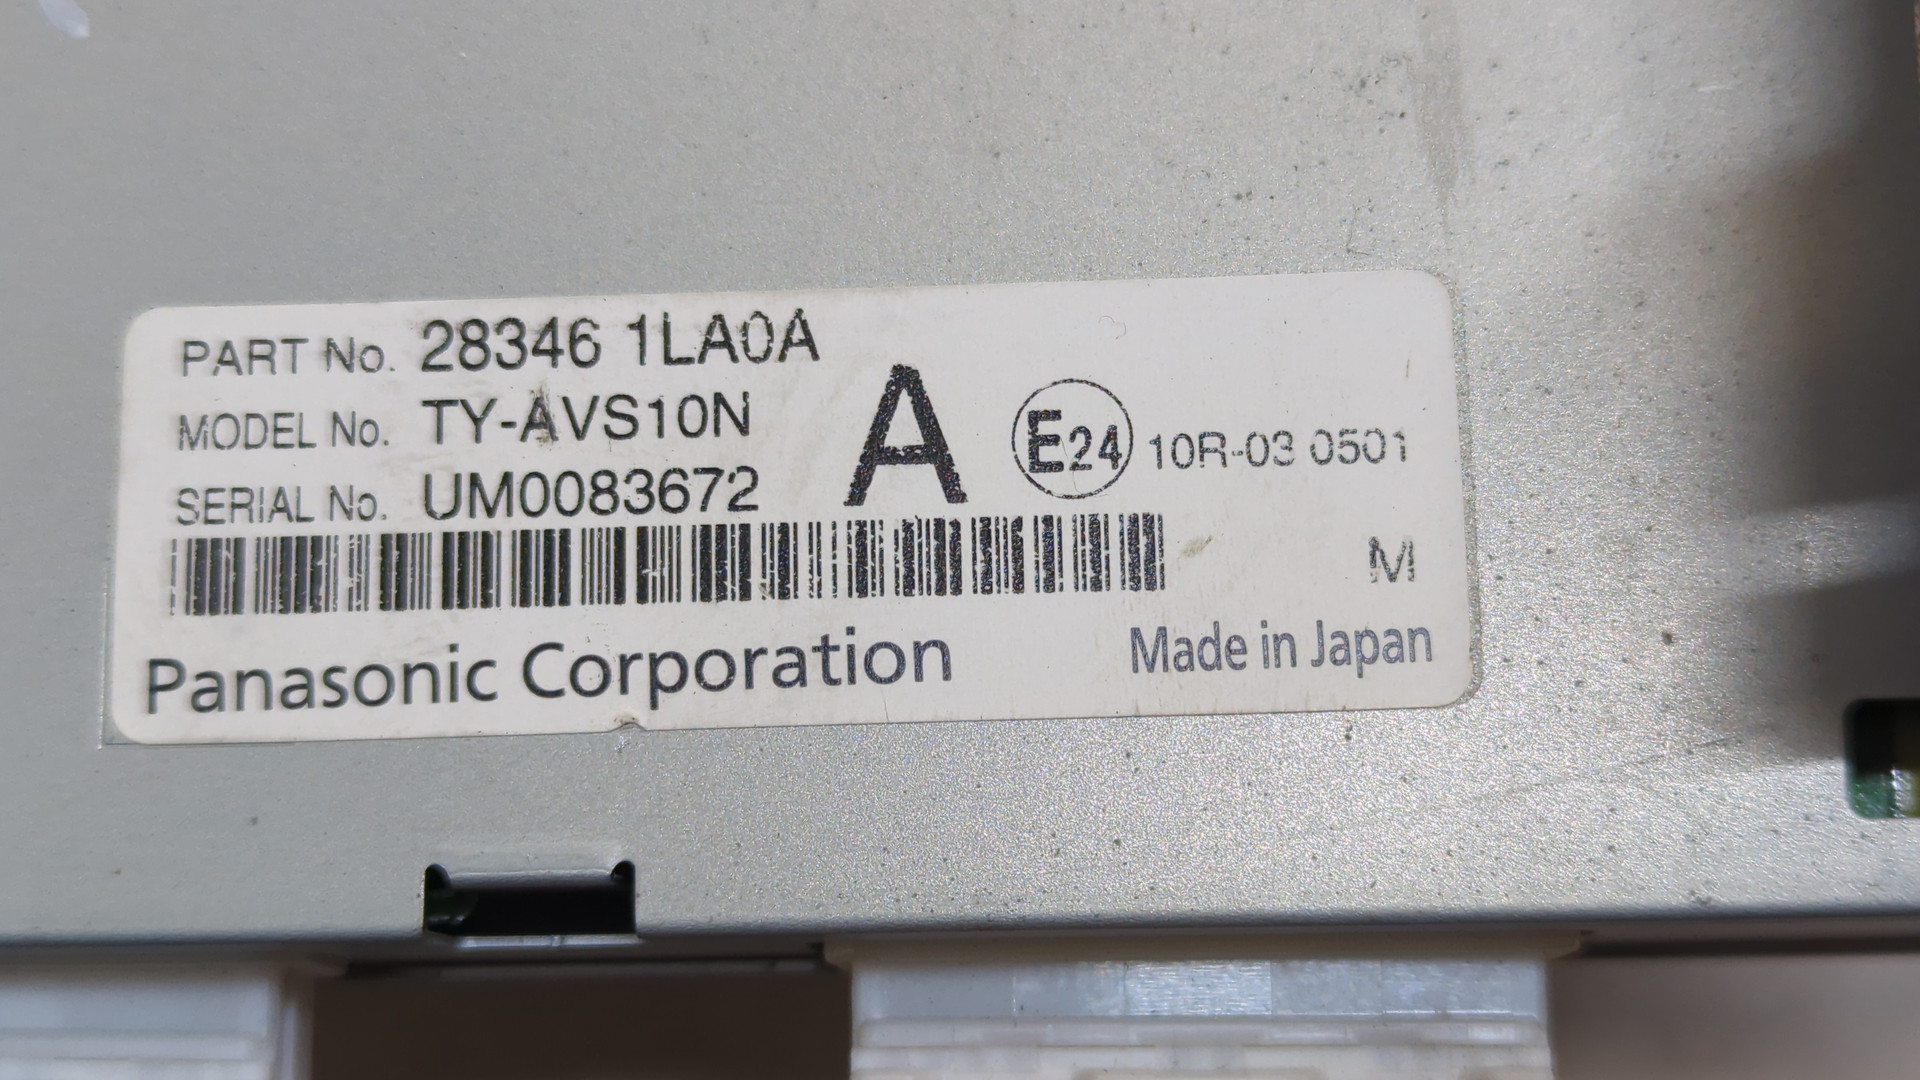 PART No. 28346 1LA0A
MODEL No. TY-AVS10N
SERIAL No. UM0083672
A
E24 10R-03 0501
M
Panasonic Corporation
Made in Japan